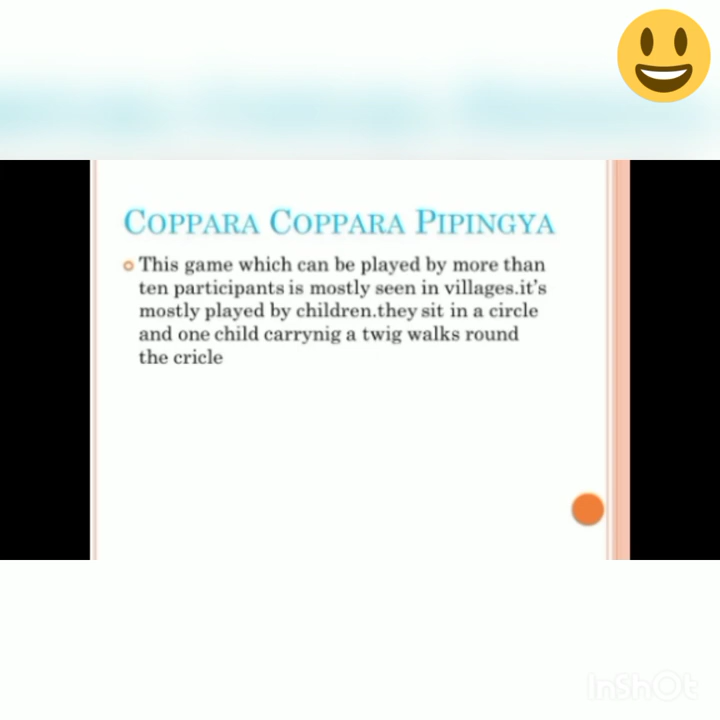 COPPARA COPPARA PIPINGYA
This game which can be played by more than
ten participants is mostly seen in villages.it's
mostly played by children.they sit in a circle
and one child carrynig a twig walks round
the cricle
InShOt